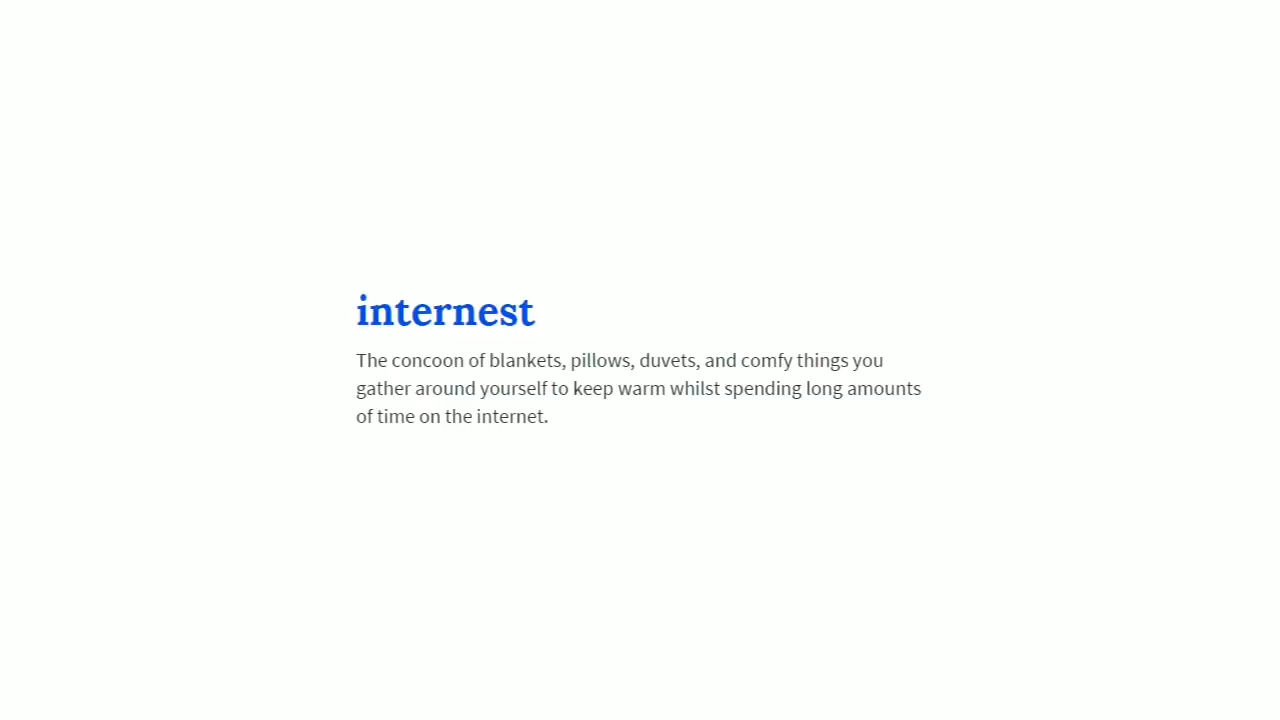 internest
The concoon of blankets, pillows, duvets, and comfy things you
gather around yourself to keep warm whilst spending long amounts
of time on the internet.